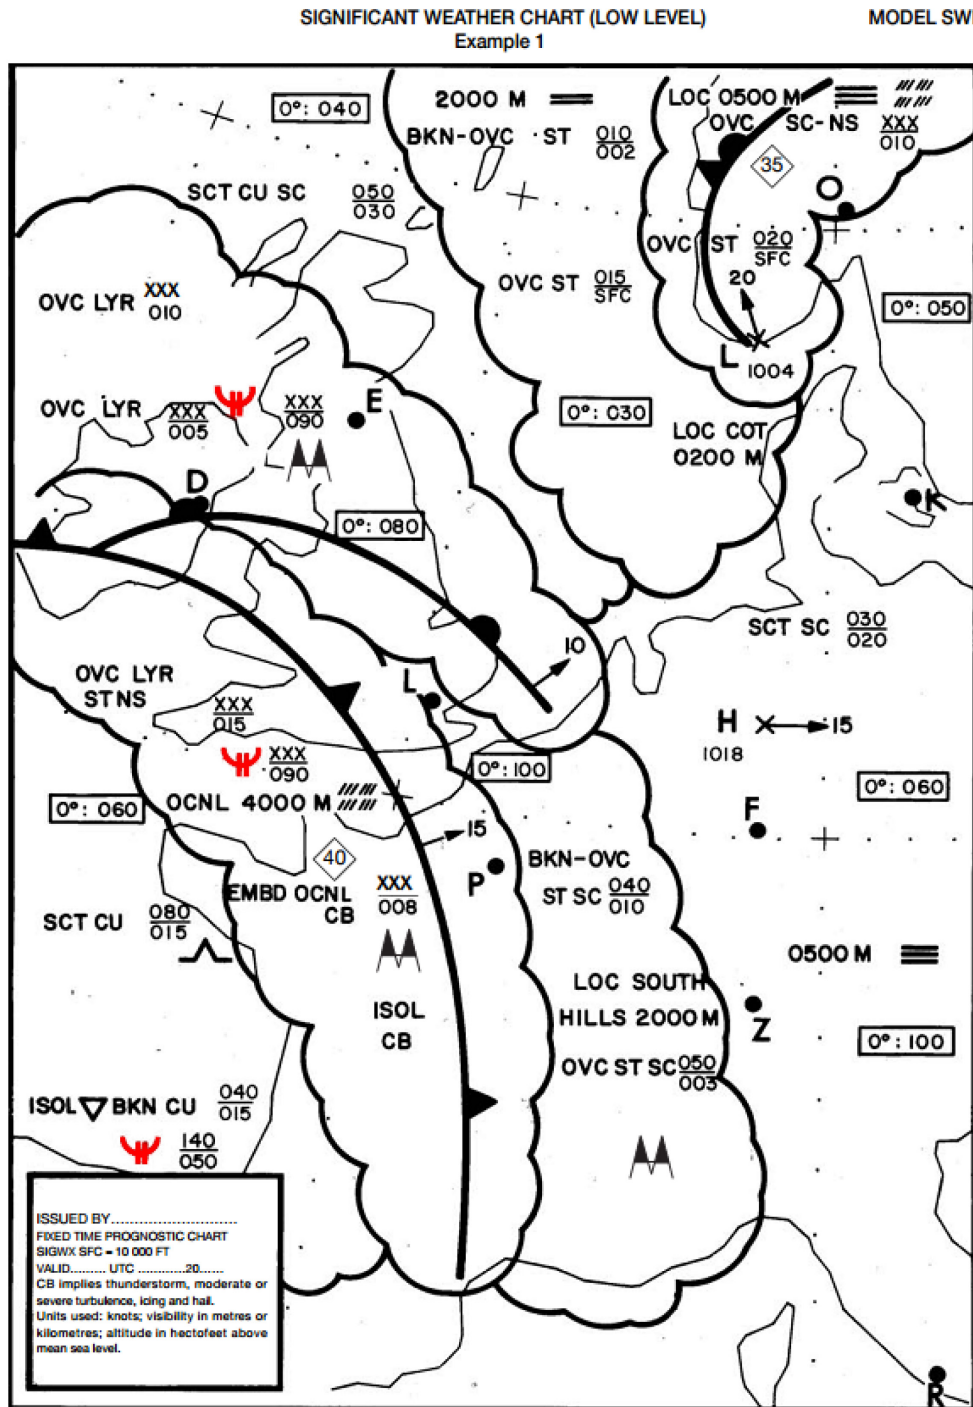 SIGNIFICANT WEATHER CHART (LOW LEVEL)
MODEL SW
Example 1
0°: 040
2000 M
BKN-OVC ST 010
002
LOC 0500 M
OVC SC-NS XXX
010
35
SCT CU SC 050
030
O
OVC ST 020
SFC
OVC LYR XXX
010
OVC ST 015
SFC
20
0°: 050
L
1004
OVC LYR XXX
005
XXX
090
E
0°: 030
LOC COT
0200 M
D
K
0°: 080
SCT SC 030
020
10
OVC LYR
ST NS
XXX
015
L
H
1018
15
XXX
090
0°: 100
0°: 060
OCNL 4000 M
0°: 060
15
F
40
EMBD OCNL
CB
XXX
008
P
BKN-OVC
ST SC 040
010
SCT CU 080
015
0500 M
ISOL
CB
LOC SOUTH
HILLS 2000 M
Z
0°: 100
OVC ST SC 050
003
ISOL BKN CU 040
015
140
050
ISSUED BY............................
FIXED TIME PROGNOSTIC CHART
SIGWX SFC – 10 000 FT
VALID......... UTC ............20......
CB implies thunderstorm, moderate or
severe turbulence, icing and hail.
Units used: knots; visibility in metres or
kilometres; altitude in hectofeet above
mean sea level.
R